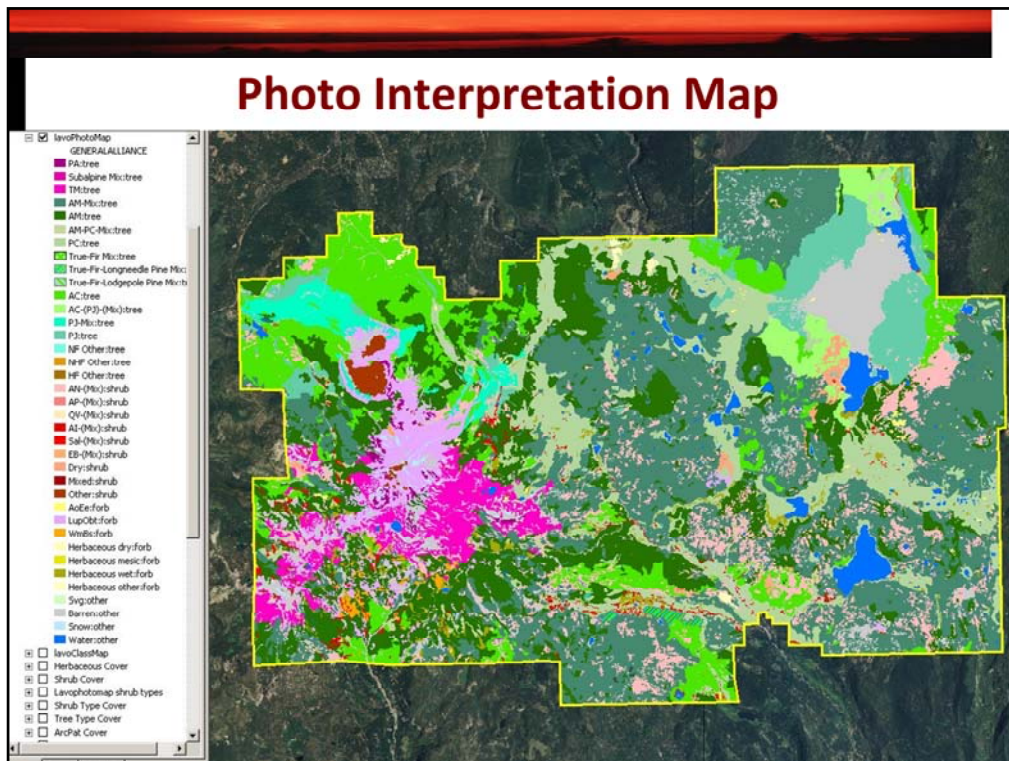 Photo Interpretation Map
lavoPhotoMap
GENERALALLIANCE
PA:tree
Subalpine Mix:tree
TM:tree
AM-Mix:tree
AM:tree
AM-PC-Mix:tree
PC:tree
True-Fir Mix:tree
True-Fir-Longneedle Pine Mix:
True-Fir-Lodgepole Pine Mix:t
AC:tree
AC-(PJ)-(Mix):tree
PJ-Mix:tree
PJ:tree
NF Other:tree
NHF Other:tree
HF Other:tree
AN-(Mix):shrub
AP-(Mix):shrub
QV-(Mix):shrub
AI-(Mix):shrub
Sal-(Mix):shrub
EB-(Mix):shrub
Dry:shrub
Mixed:shrub
Other:shrub
AoEe:forb
LupObt:forb
WmBs:forb
Herbaceous dry:forb
Herbaceous mesic:forb
Herbaceous wet:forb
Herbaceous other:forb
Svg:other
Barren:other
Snow:other
Water:other
lavoClassMap
Herbaceous Cover
Shrub Cover
Lavophotomap shrub types
Shrub Type Cover
Tree Type Cover
ArcPat Cover